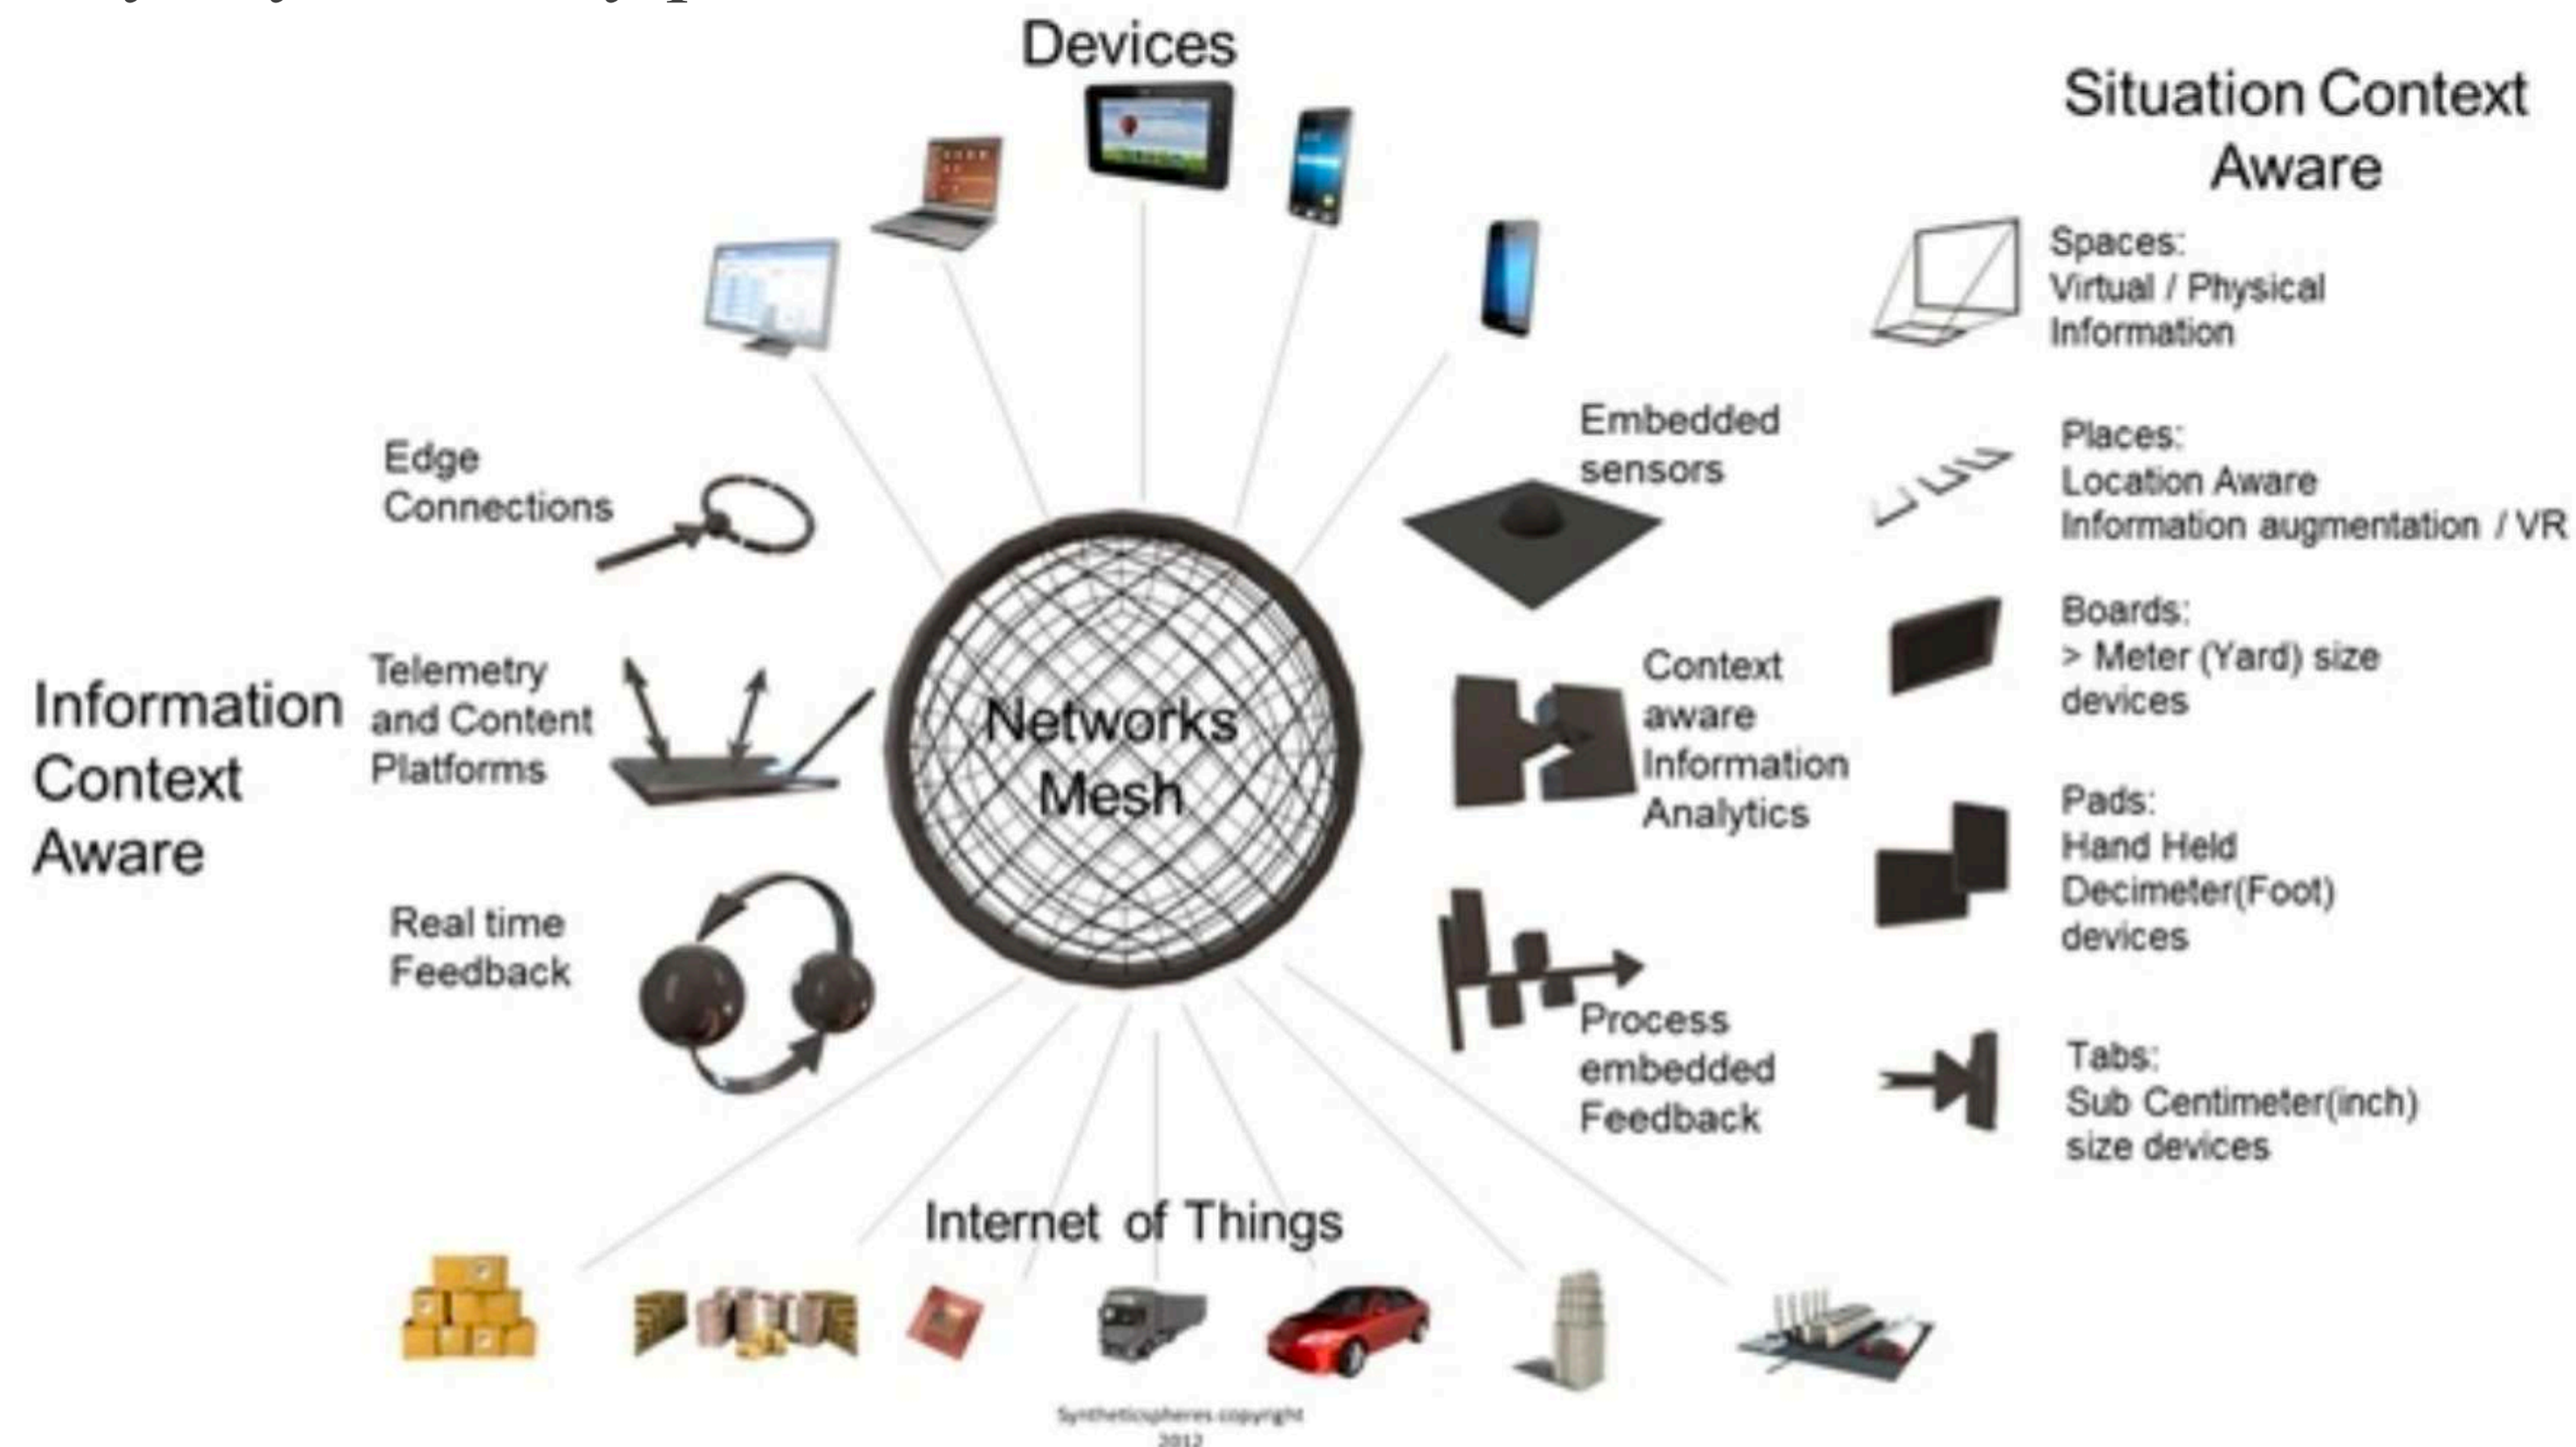 Devices
Situation Context
Aware
Spaces:
Virtual / Physical
Information
Embedded
sensors
Places:
Location Aware
Information augmentation / VR
Edge
Connections
Boards:
> Meter (Yard) size
devices
Information
Context
Aware
Telemetry
and Content
Platforms
Networks
Mesh
Context
aware
Information
Analytics
Pads:
Hand Held
Decimeter(Foot)
devices
Real time
Feedback
Process
embedded
Feedback
Tabs:
Sub Centimeter(inch)
size devices
Internet of Things
Syntheticspheres copyright
2012